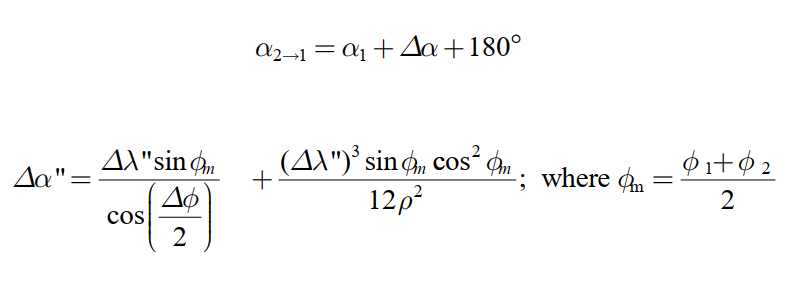 α₂→₁ = α₁ + Δα + 180°
Δα" = Δλ" sin ϕₘ / cos(Δϕ / 2) + (Δλ")³ sin ϕₘ cos² ϕₘ / 12ρ² ; where ϕₘ = ϕ₁ + ϕ₂ / 2